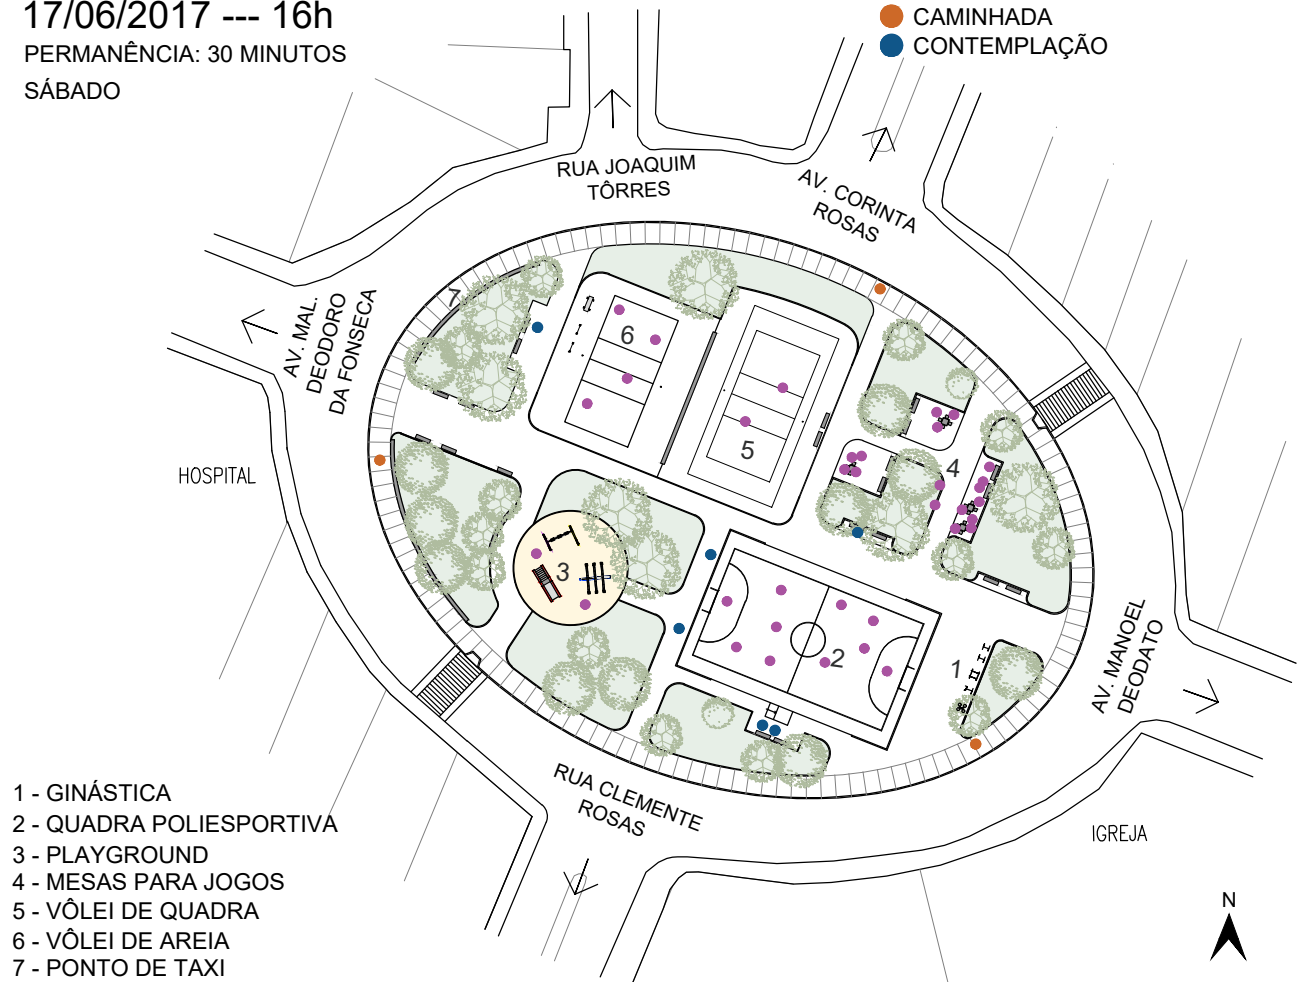 17/06/2017 --- 16h
PERMANÊNCIA: 30 MINUTOS
SÁBADO
CAMINHADA
CONTEMPLAÇÃO
RUA JOAQUIM
TÔRRES
AV. CORINTA
ROSAS
AV. MAL.
DEODORO
DA FONSECA
7
6
5
4
HOSPITAL
3
2
1
AV. MANOEL
DEODATO
RUA CLEMENTE
ROSAS
IGREJA
N
1 - GINÁSTICA
2 - QUADRA POLIESPORTIVA
3 - PLAYGROUND
4 - MESAS PARA JOGOS
5 - VÔLEI DE QUADRA
6 - VÔLEI DE AREIA
7 - PONTO DE TAXI